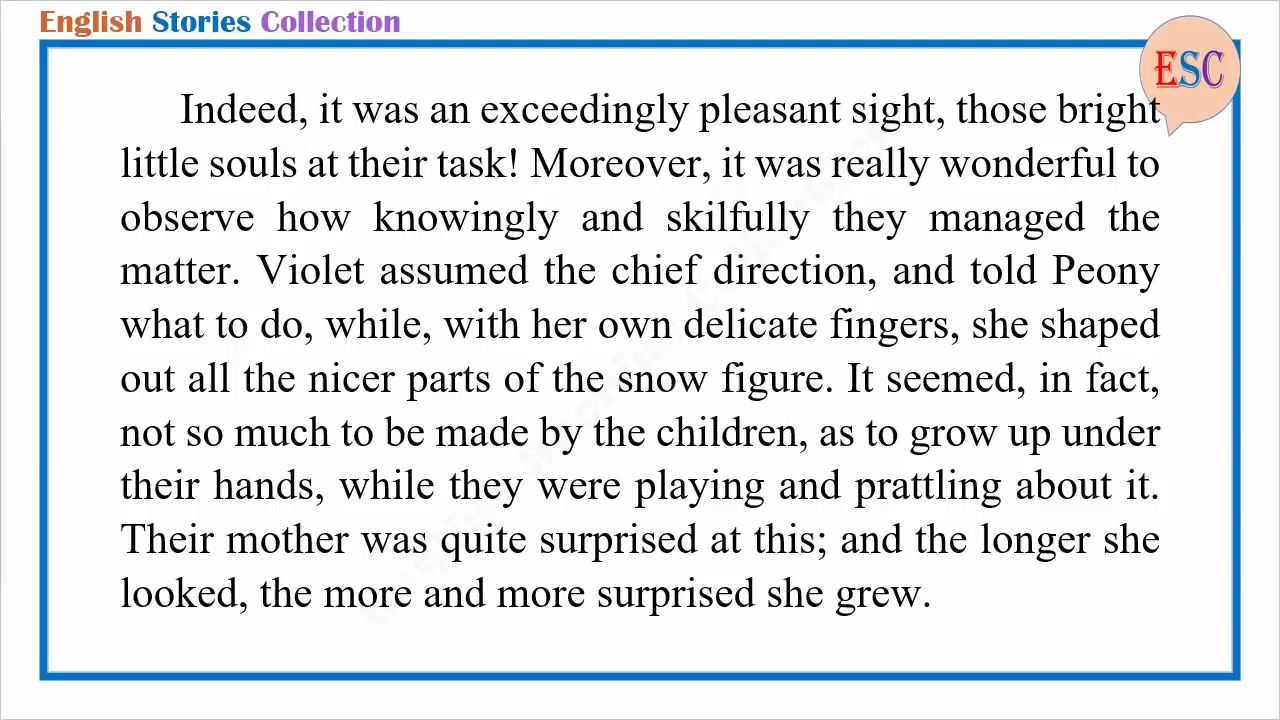 English Stories Collection
ESC
Indeed, it was an exceedingly pleasant sight, those bright
little souls at their task! Moreover, it was really wonderful to
observe how knowingly and skilfully they managed the
matter. Violet assumed the chief direction, and told Peony
what to do, while, with her own delicate fingers, she shaped
out all the nicer parts of the snow figure. It seemed, in fact,
not so much to be made by the children, as to grow up under
their hands, while they were playing and prattling about it.
Their mother was quite surprised at this; and the longer she
looked, the more and more surprised she grew.